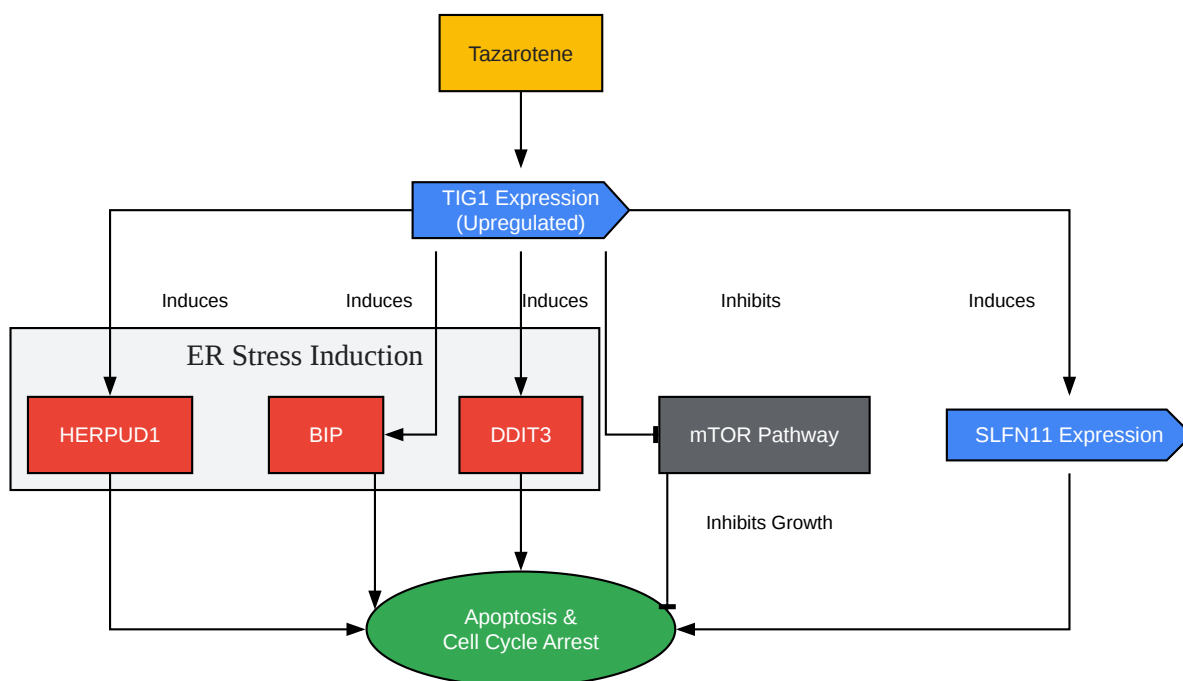 Tazarotene
TIG1 Expression
(Upregulated)
Induces
Induces
Induces
Inhibits
Induces
ER Stress Induction
HERPUD1
BIP
DDIT3
mTOR Pathway
SLFN11 Expression
Inhibits Growth
Apoptosis &
Cell Cycle Arrest